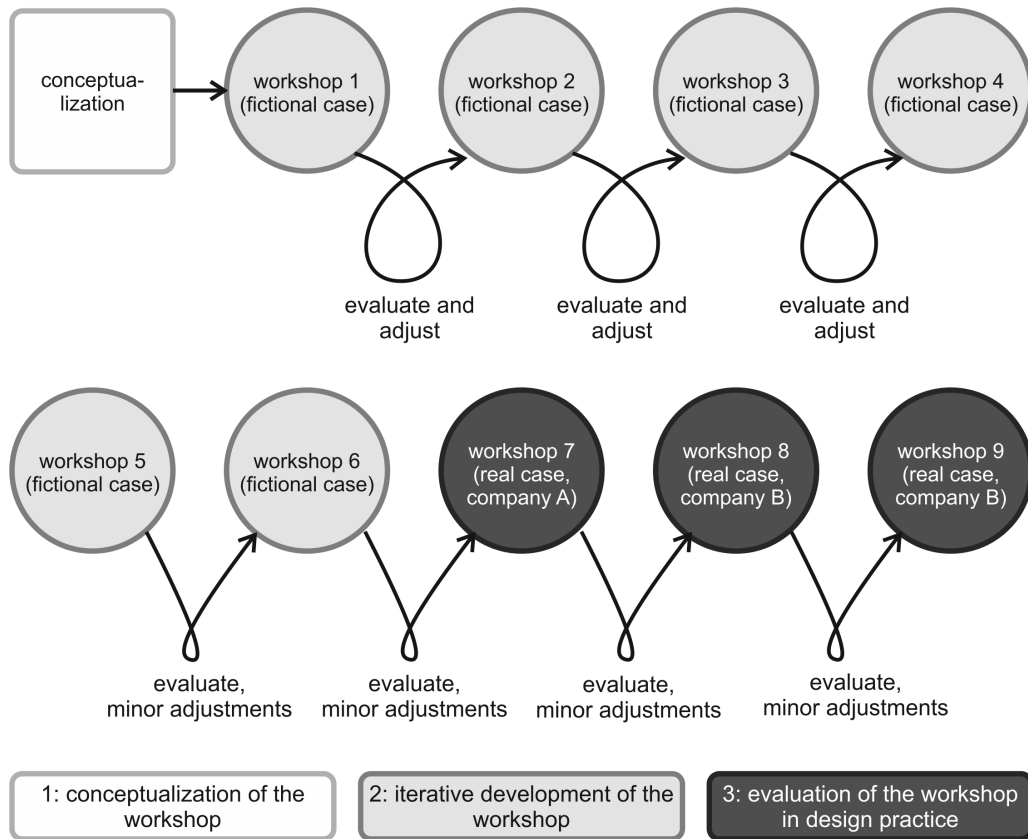 conceptua-
lization
workshop 1
(fictional case)
workshop 2
(fictional case)
workshop 3
(fictional case)
workshop 4
(fictional case)
evaluate and
adjust
evaluate and
adjust
evaluate and
adjust
workshop 5
(fictional case)
workshop 6
(fictional case)
workshop 7
(real case,
company A)
workshop 8
(real case,
company B)
workshop 9
(real case,
company B)
evaluate,
minor adjustments
evaluate,
minor adjustments
evaluate,
minor adjustments
evaluate,
minor adjustments
1: conceptualization of the
workshop
2: iterative development of the
workshop
3: evaluation of the workshop
in design practice